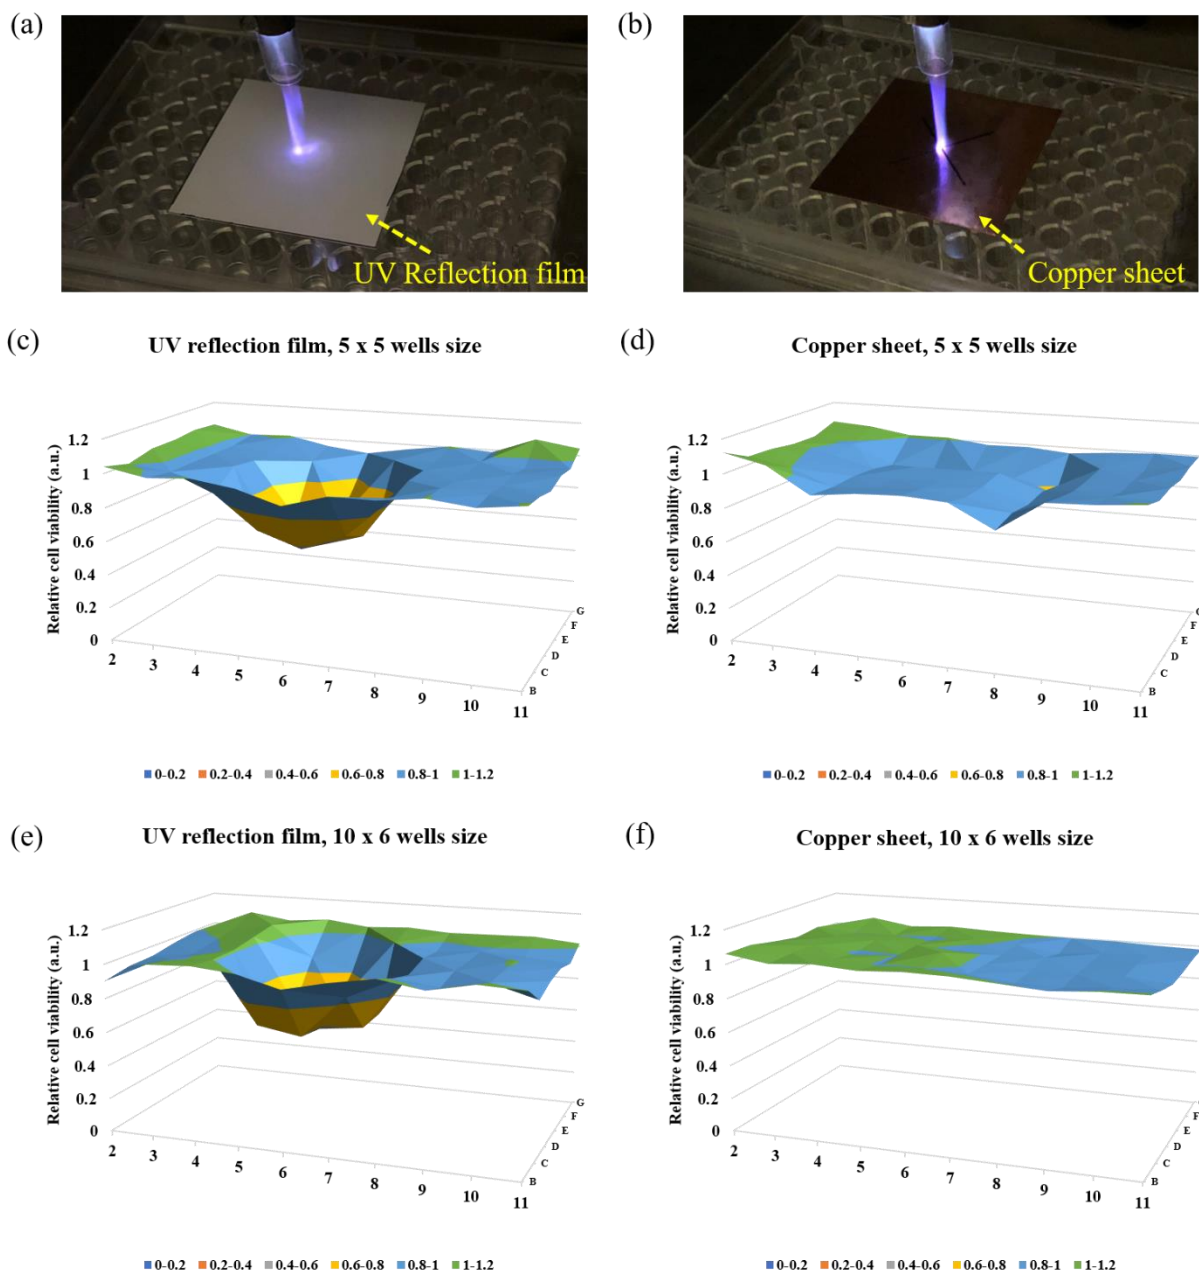 (a)
(b)
UV Reflection film
Copper sheet
(c)
UV reflection film, 5 x 5 wells size
(d)
Copper sheet, 5 x 5 wells size
Relative cell viability (a.u.)
1.2
1
0.8
0.6
0.4
0.2
0
2
3
4
5
6
7
8
9
10
11
B
C
D
E
F
G
0-0.2 0.2-0.4 0.4-0.6 0.6-0.8 0.8-1 1-1.2
Relative cell viability (a.u.)
1.2
1
0.8
0.6
0.4
0.2
0
2
3
4
5
6
7
8
9
10
11
B
C
D
E
F
0-0.2 0.2-0.4 0.4-0.6 0.6-0.8 0.8-1 1-1.2
(e)
UV reflection film, 10 x 6 wells size
(f)
Copper sheet, 10 x 6 wells size
Relative cell viability (a.u.)
1.2
1
0.8
0.6
0.4
0.2
0
2
3
4
5
6
7
8
9
10
11
B
C
D
E
F
G
0-0.2 0.2-0.4 0.4-0.6 0.6-0.8 0.8-1 1-1.2
Relative cell viability (a.u.)
1.2
1
0.8
0.6
0.4
0.2
0
2
3
4
5
6
7
8
9
10
11
B
C
D
E
F
0-0.2 0.2-0.4 0.4-0.6 0.6-0.8 0.8-1 1-1.2